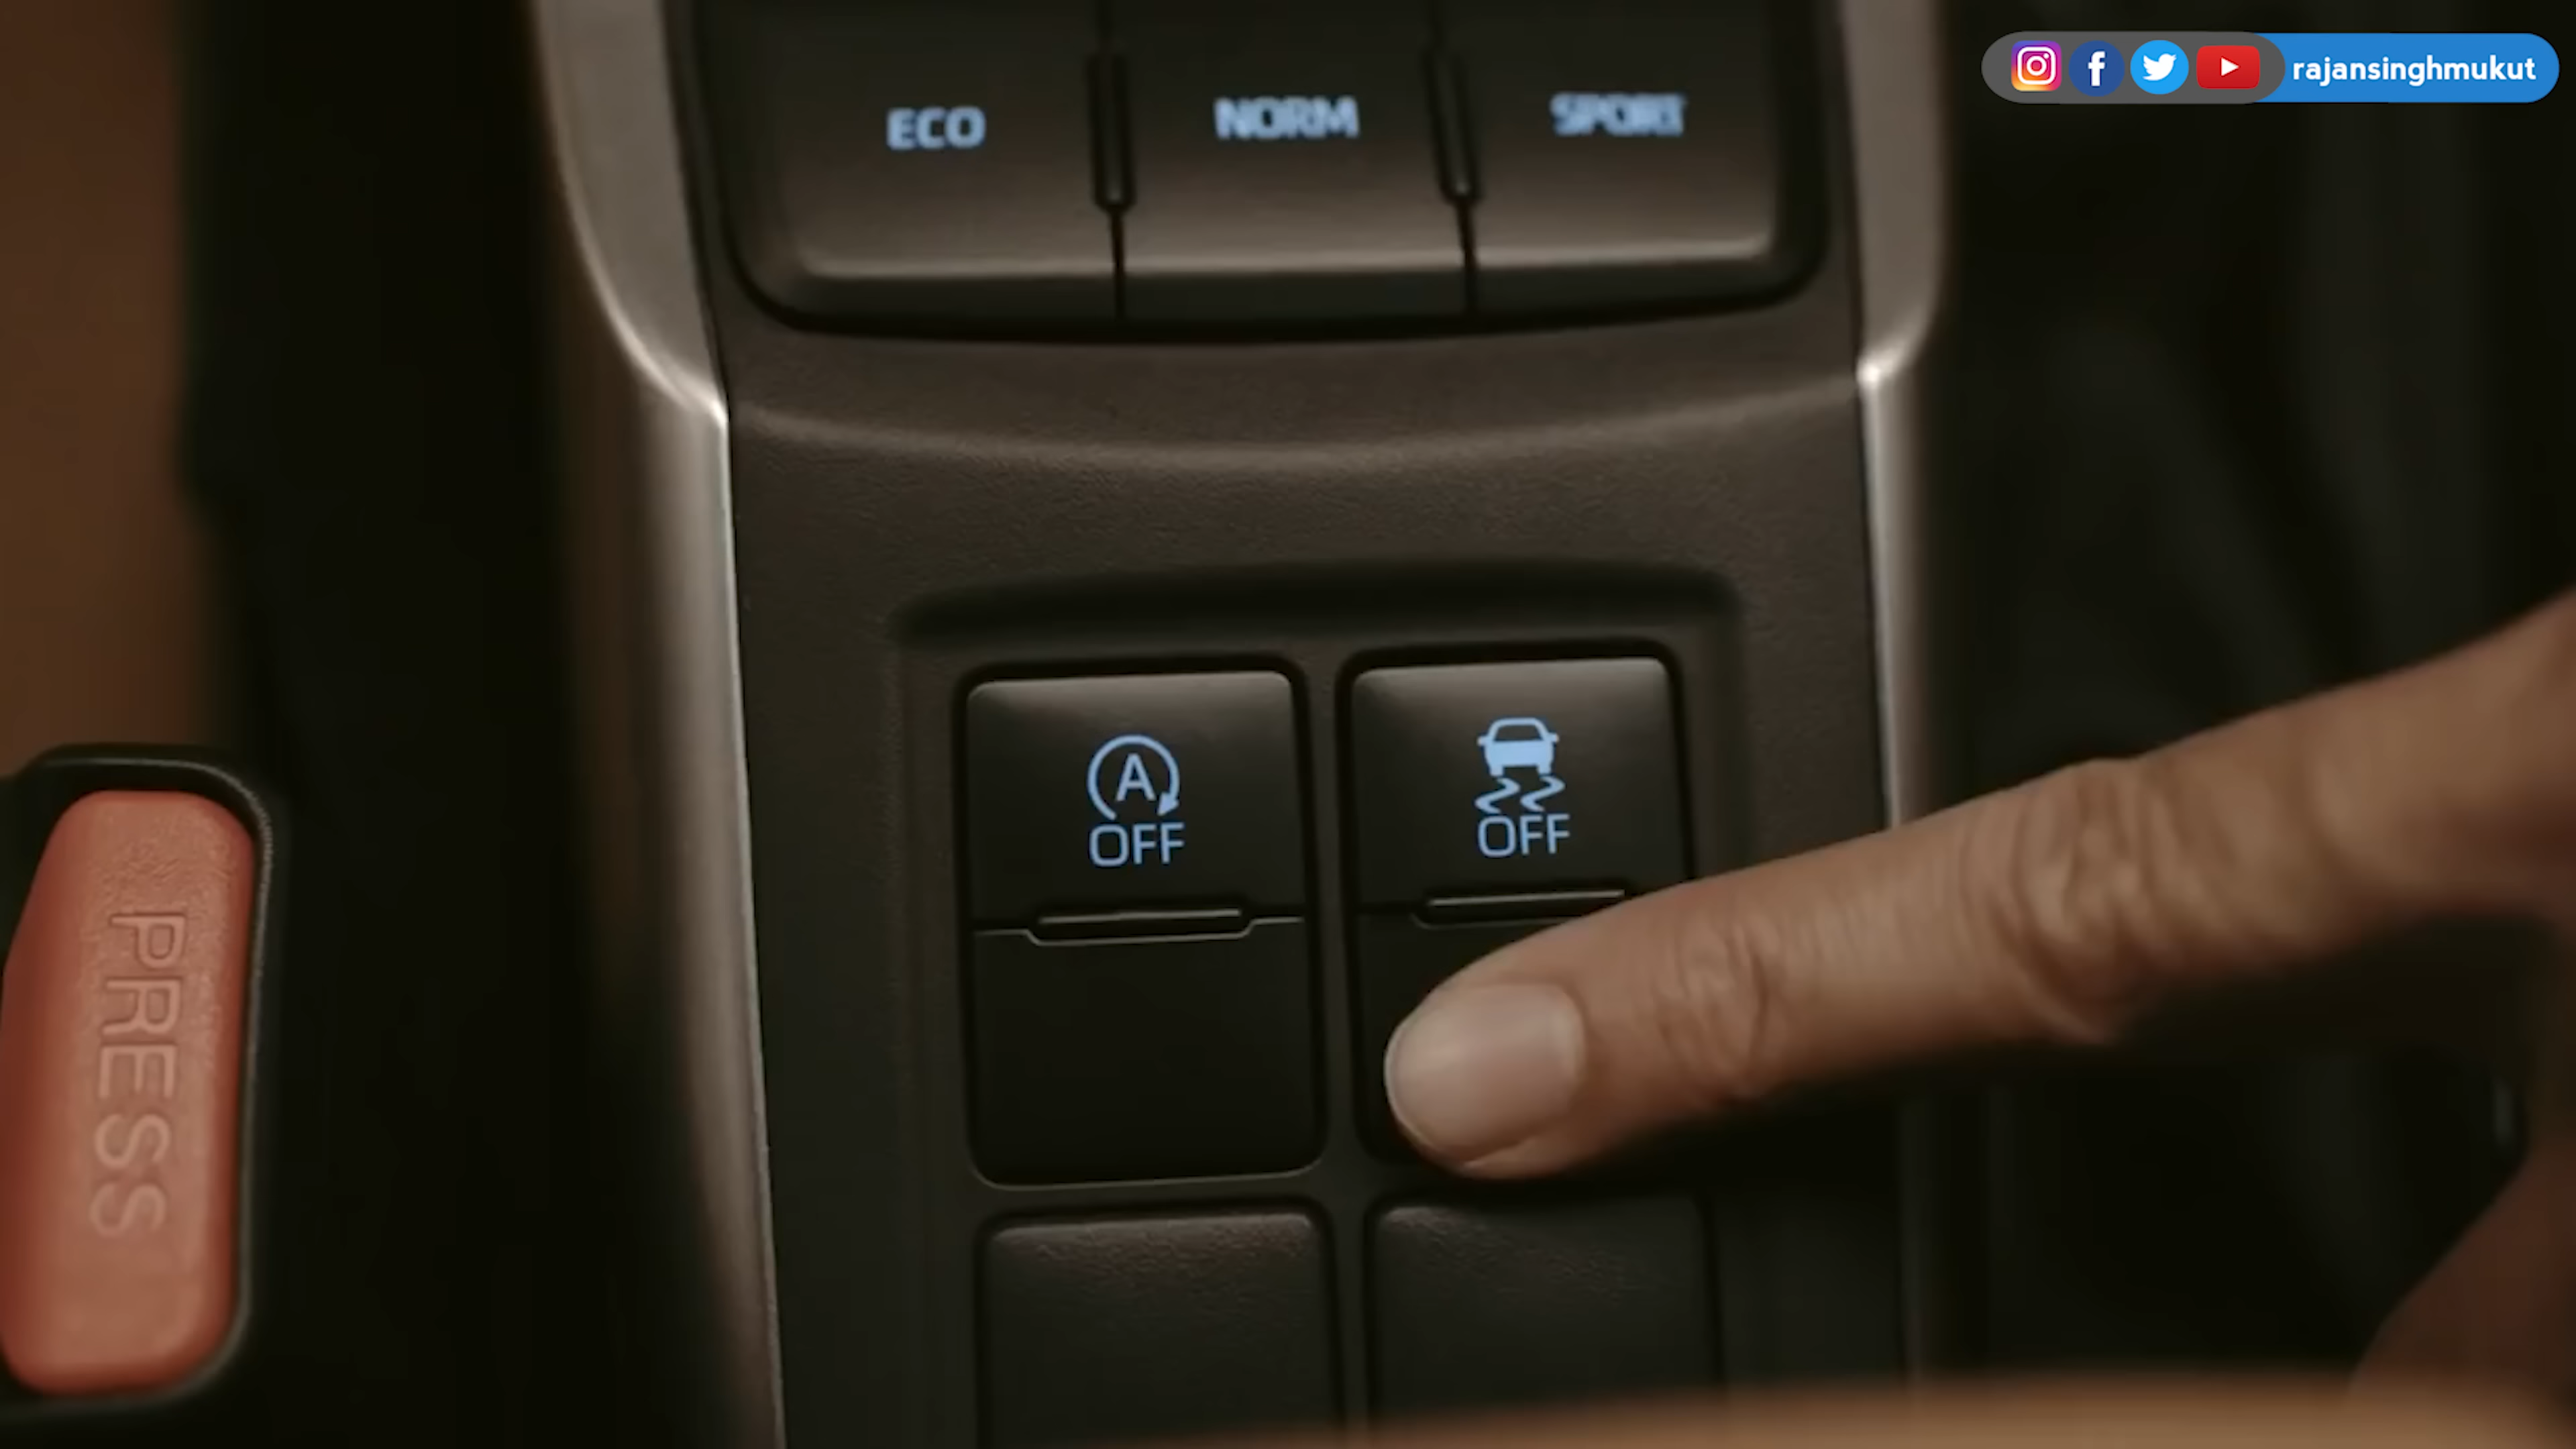 rajansinghmukut
ECO
NORM
SPORT
A
OFF
OFF
PRESS